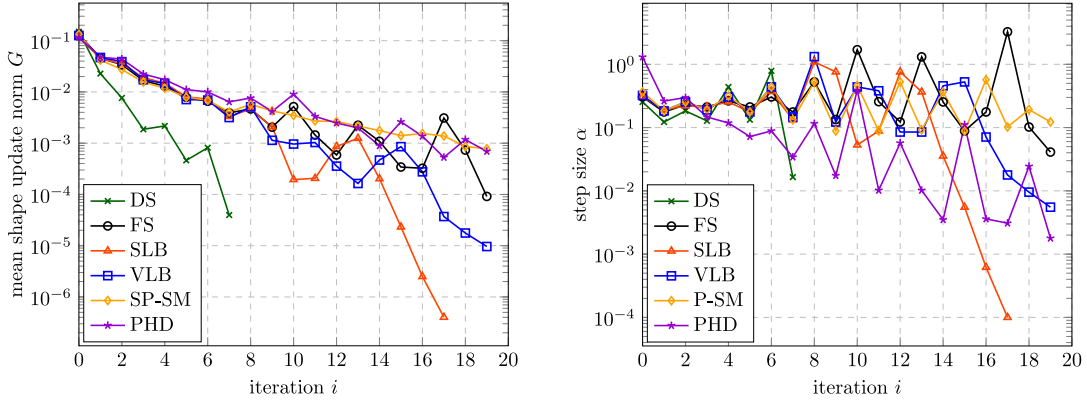 mean shape update norm G
10⁻¹
10⁻²
10⁻³
10⁻⁴
10⁻⁵
10⁻⁶
DS
FS
SLB
VLB
SP-SM
PHD
0 2 4 6 8 10 12 14 16 18 20
iteration i
step size α
10⁰
10⁻¹
10⁻²
10⁻³
10⁻⁴
DS
FS
SLB
VLB
P-SM
PHD
0 2 4 6 8 10 12 14 16 18 20
iteration i